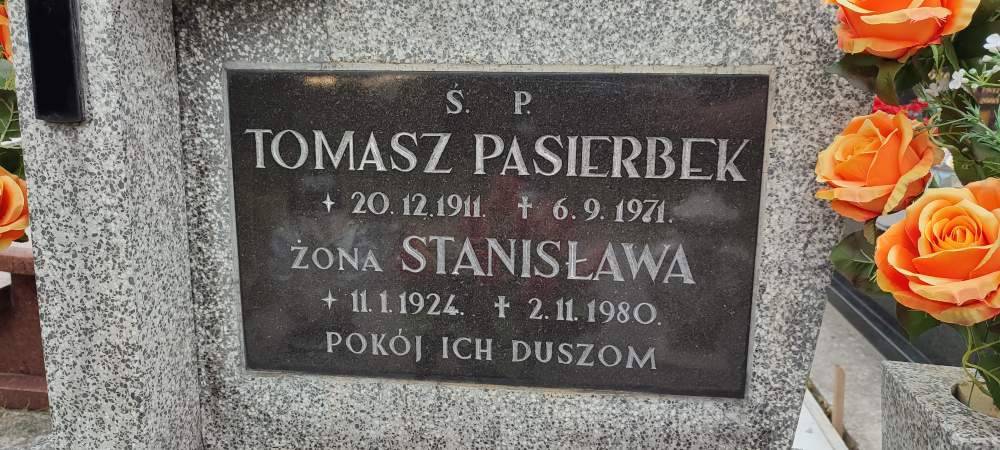 Ś. P.
TOMASZ PASIERBEK
✦ 20.12.1911. ✝ 6.9.1971.
ŻONA STANISŁAWA
✦ 11.1.1924. ✝ 2.11.1980.
POKÓJ ICH DUSZOM